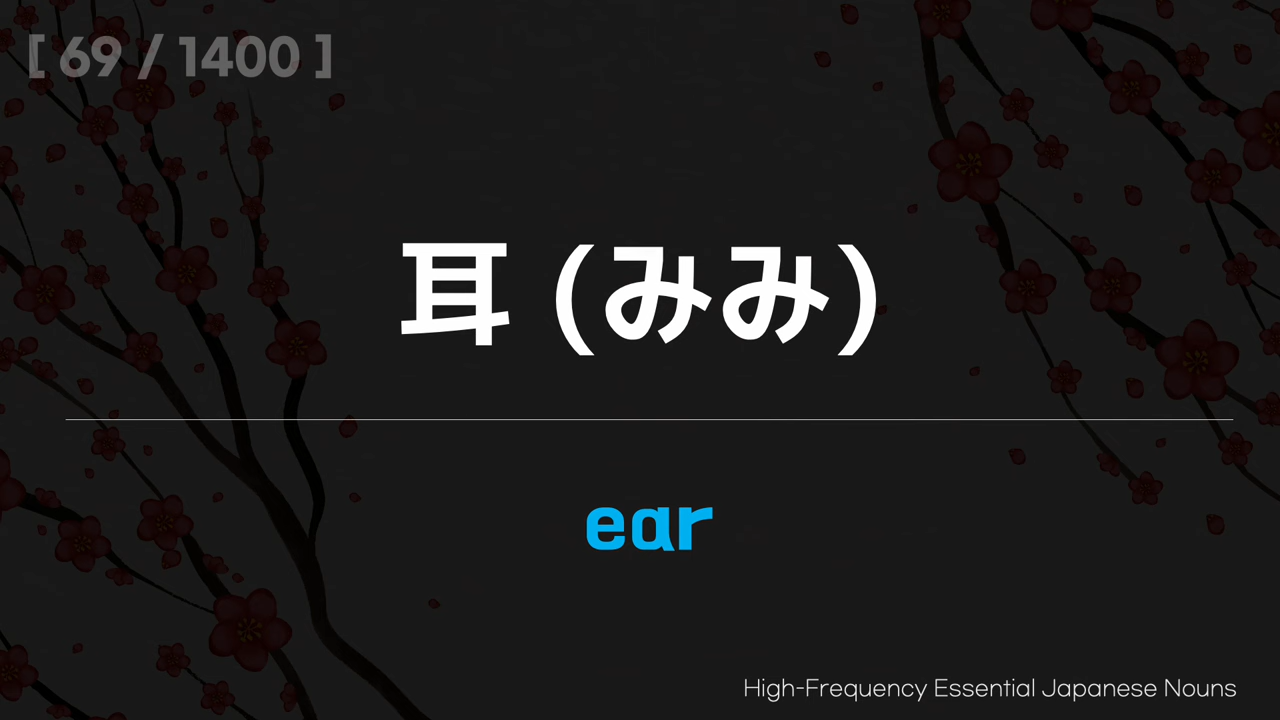 [ 69 / 1400 ]
耳 (みみ)
ear
High-Frequency Essential Japanese Nouns